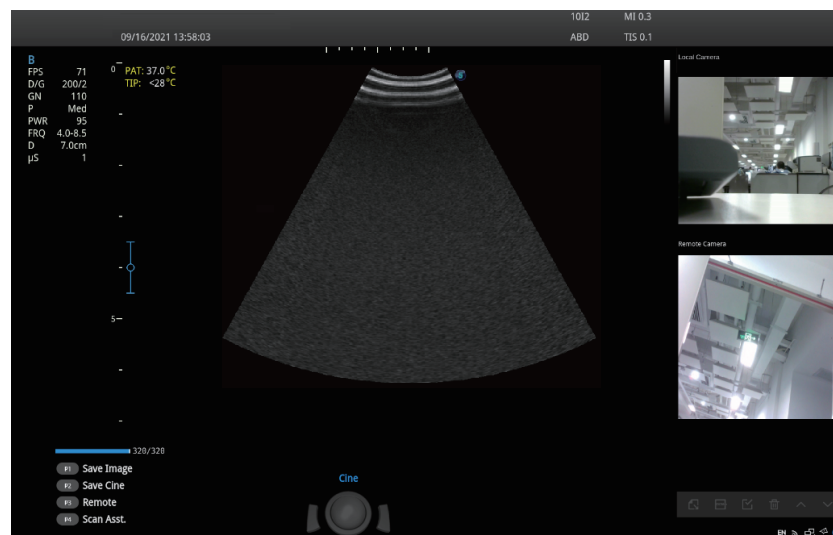 10I2 MI 0.3
09/16/2021 13:58:03 ABD TIS 0.1
B
FPS 71
D/G 200/2
GN 110
P Med
PWR 95
FRQ 4.0-8.5
D 7.0cm
µS 1
0 PAT: 37.0°C
TIP: <28°C
5
Local Camera
Remote Camera
320/320
P1 Save Image
P2 Save Cine
P3 Remote
P4 Scan Asst.
Cine
EN